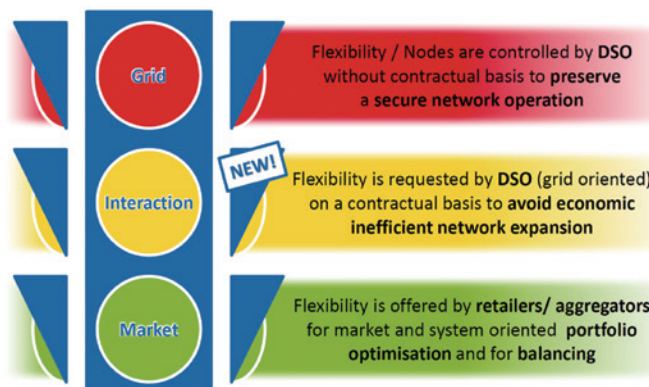 Grid
Flexibility / Nodes are controlled by DSO
without contractual basis to preserve
a secure network operation
NEW!
Interaction
Flexibility is requested by DSO (grid oriented)
on a contractual basis to avoid economic
inefficient network expansion
Market
Flexibility is offered by retailers/ aggregators
for market and system oriented portfolio
optimisation and for balancing